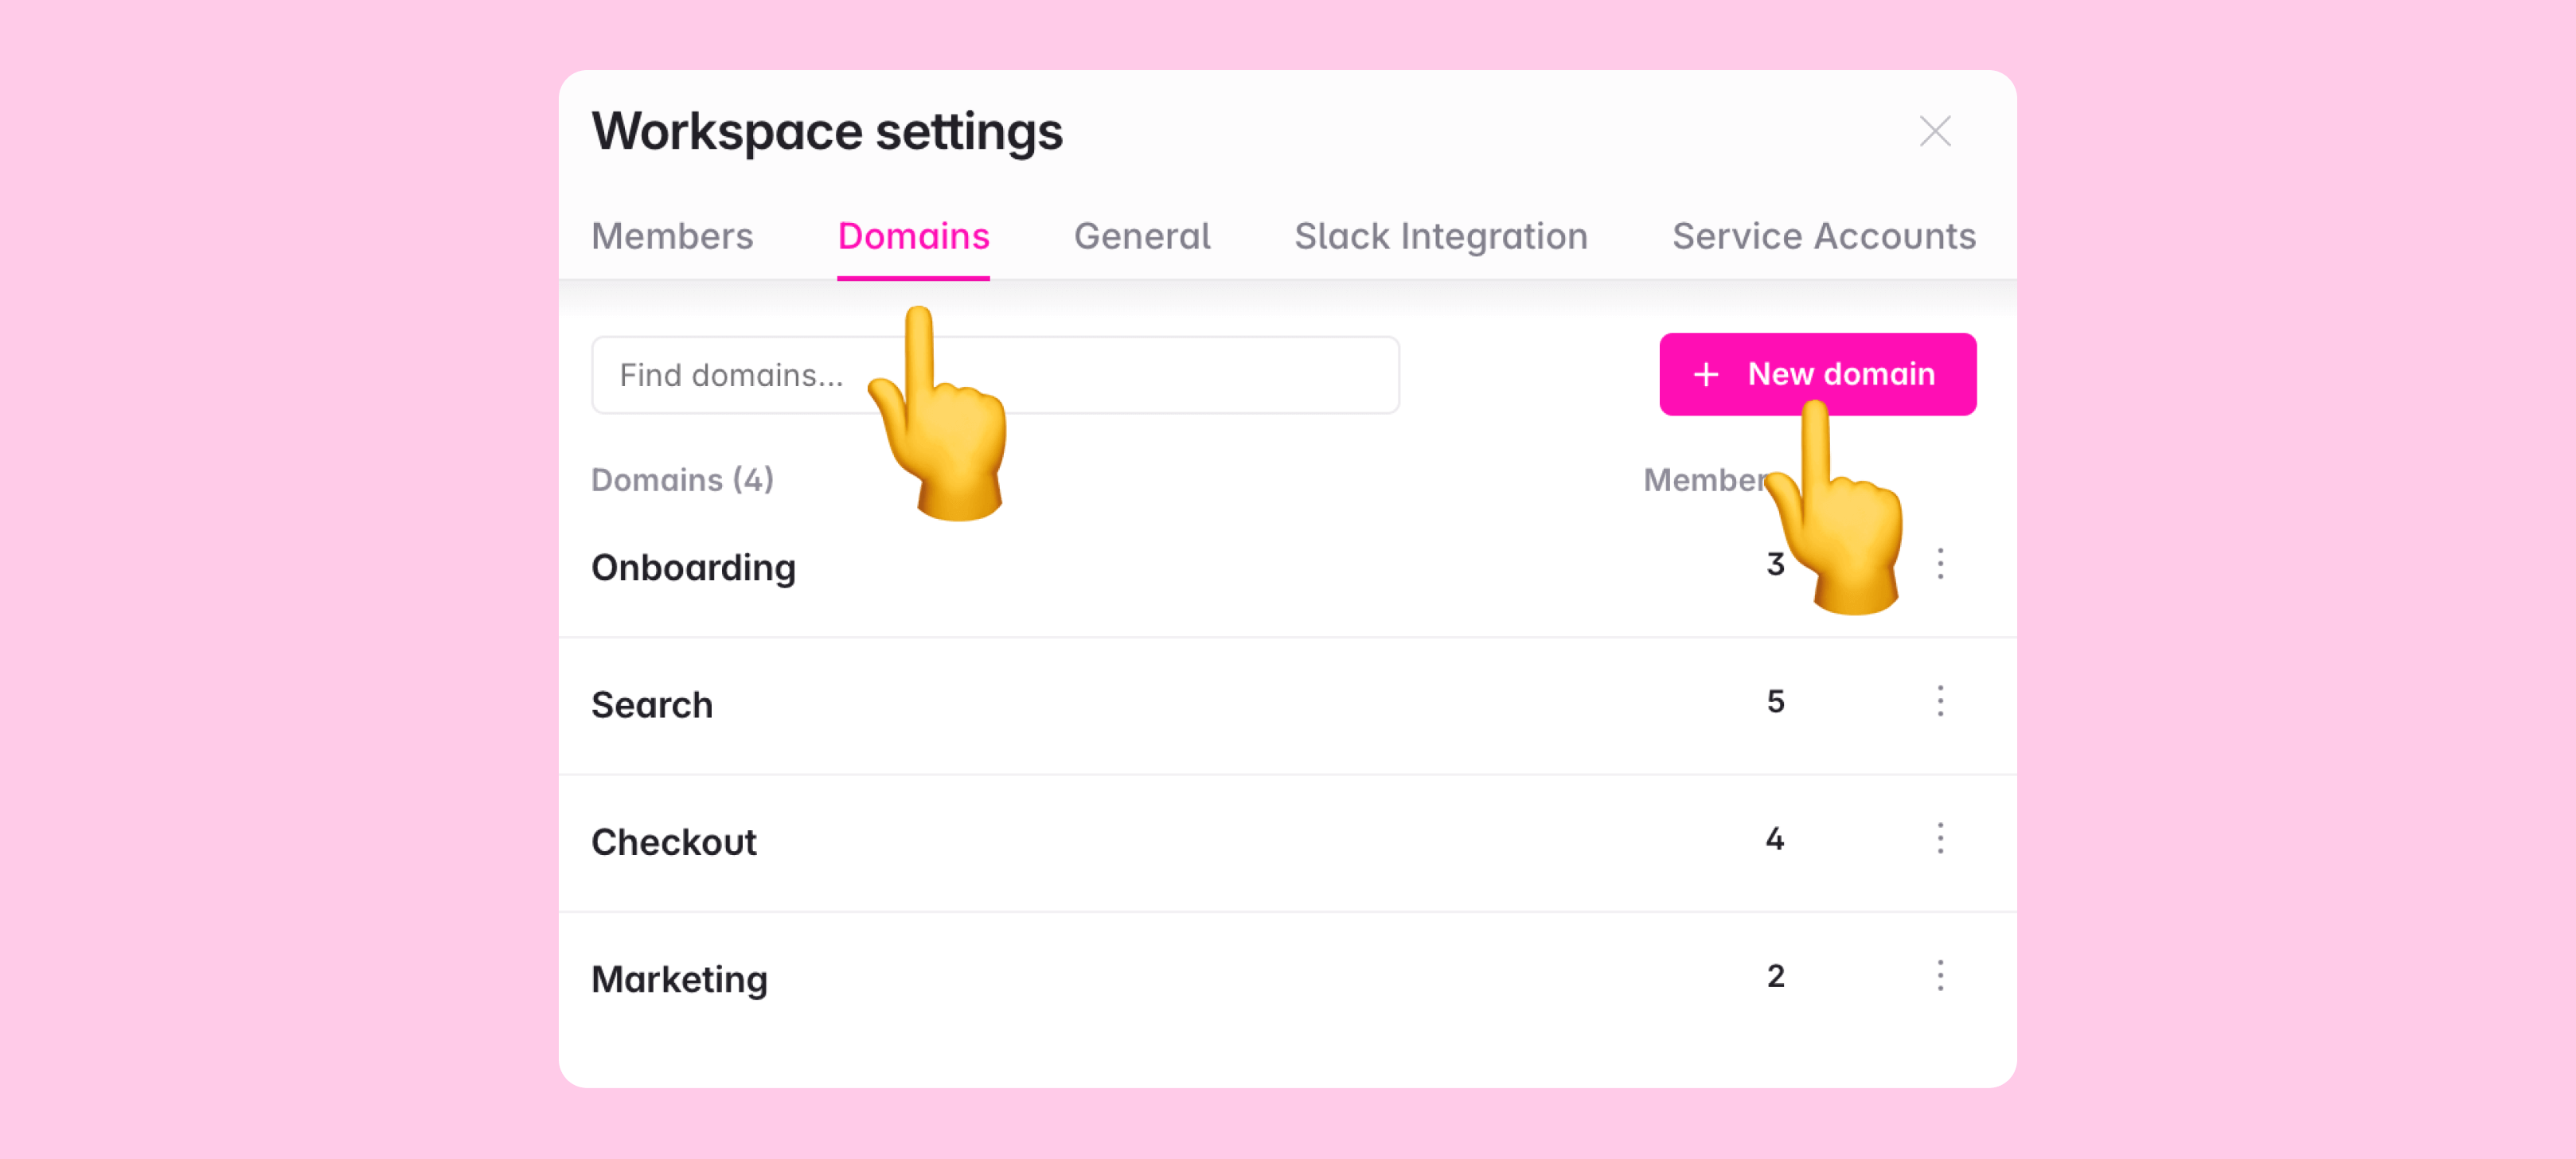 Workspace settings
Members Domains General Slack Integration Service Accounts
Find domains...
+ New domain
Domains (4)
Onboarding 3
Search 5
Checkout 4
Marketing 2